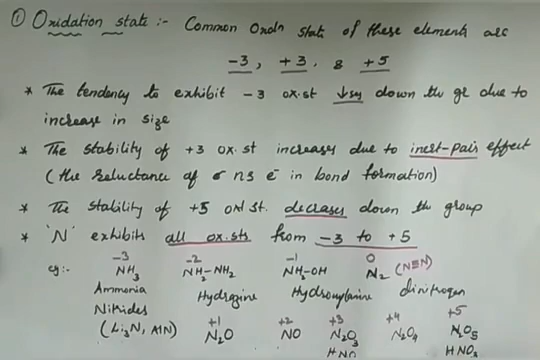 ① Oxidation state :- Common Oxdn state of these elements are
-3, +3, & +5
* The tendency to exhibit -3 ox.st ↓ses down the gr due to
increase in size
* The stability of +3 ox.st increases due to inert-pair effect
(the reluctance of ns e⁻ in bond formation)
* The stability of +5 oxd st. decrases down the group
* 'N' exhibits all ox.sts from -3 to +5
-3 -2 -1 0
eg:- NH₃ NH₂-NH₂ NH₂-OH N₂ (N≡N)
Ammonia Hydrazine Hydroxylamine dinitrogen
Nitrides
(Li₃N, AlN)
+1 +2 +3 +4 +5
N₂O NO N₂O₃ N₂O₄ N₂O₅
HNO₃